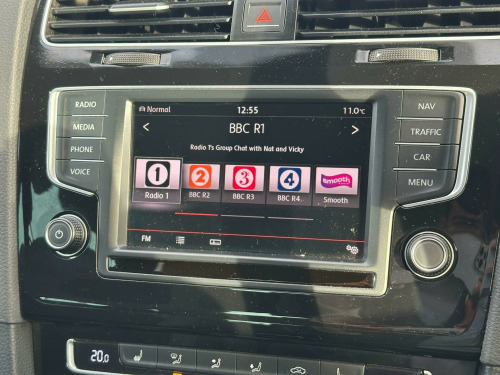 RADIO
MEDIA
PHONE
VOICE
Normal 12:55 11.0°C
< BBC R1 >
Radio 1's Group Chat with Nat and Vicky
1 2 3 4 smooth
Radio 1 BBC R2 BBC R3 BBC R4 Smooth
FM
NAV
TRAFFIC
CAR
MENU
20.0